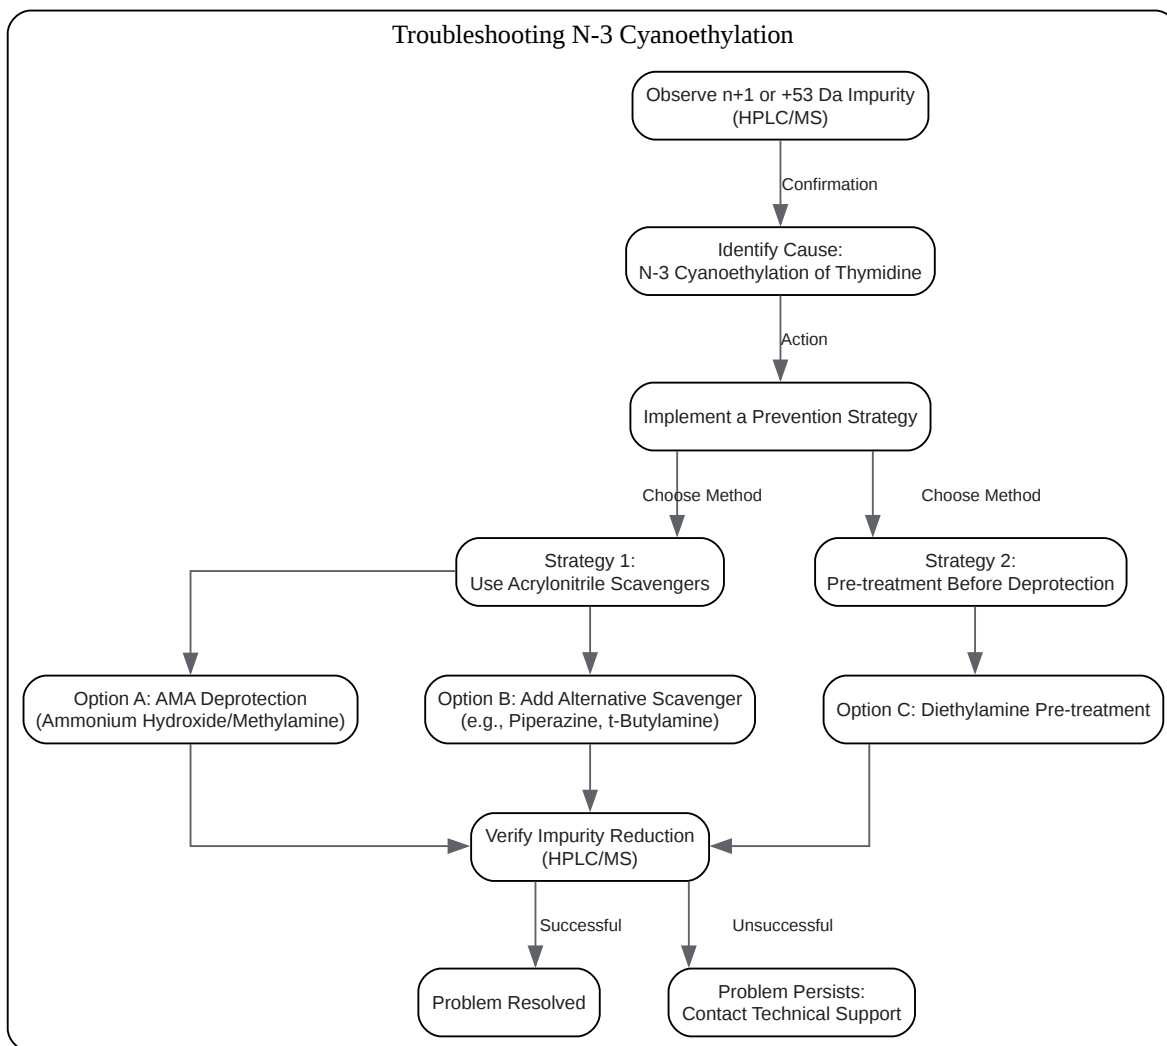 Troubleshooting N-3 Cyanoethylation
Observe n+1 or +53 Da Impurity
(HPLC/MS)
Confirmation
Identify Cause:
N-3 Cyanoethylation of Thymidine
Action
Implement a Prevention Strategy
Choose Method
Choose Method
Strategy 1:
Use Acrylonitrile Scavengers
Strategy 2:
Pre-treatment Before Deprotection
Option A: AMA Deprotection
(Ammonium Hydroxide/Methylamine)
Option B: Add Alternative Scavenger
(e.g., Piperazine, t-Butylamine)
Option C: Diethylamine Pre-treatment
Verify Impurity Reduction
(HPLC/MS)
Successful
Unsuccessful
Problem Resolved
Problem Persists:
Contact Technical Support